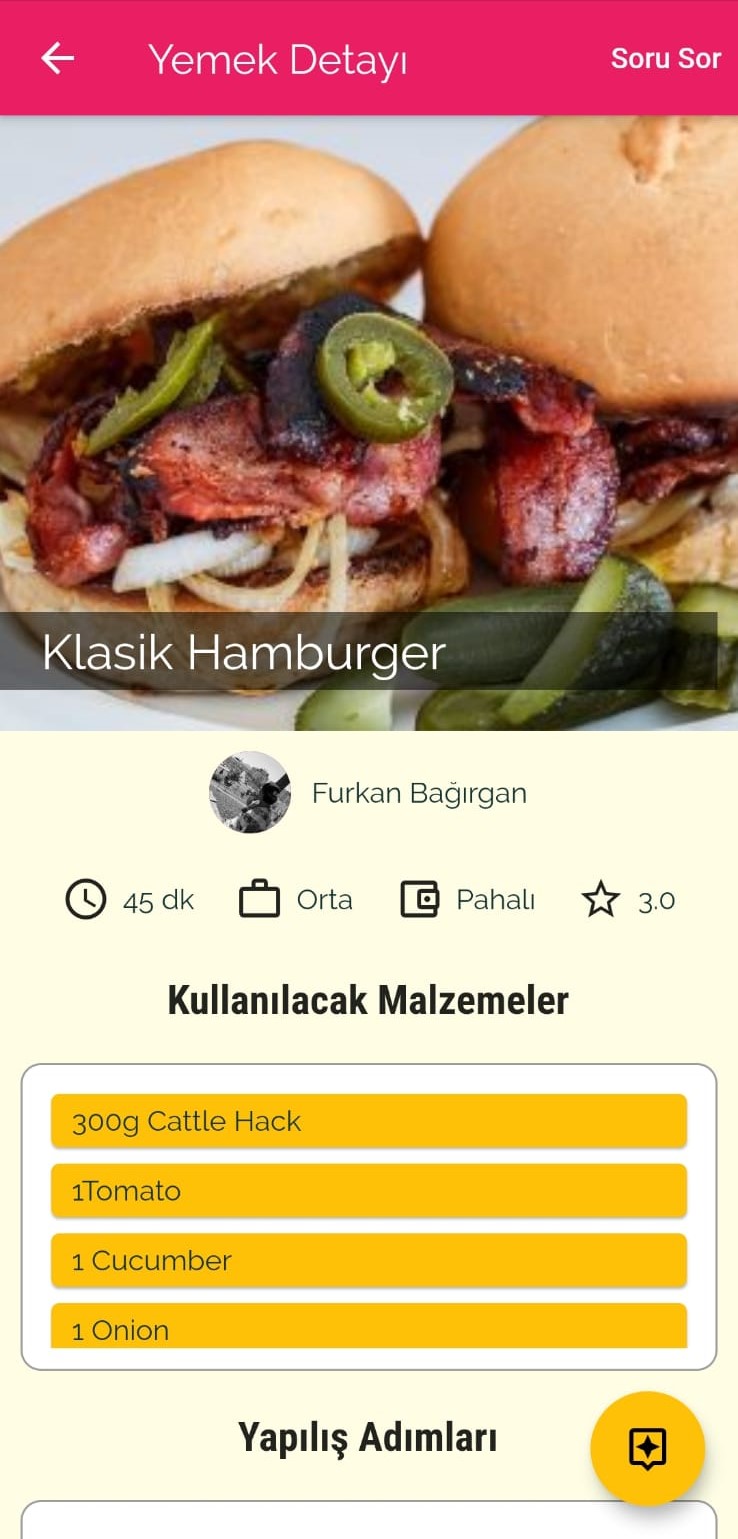 Yemek Detayı
Soru Sor
Klasik Hamburger
Furkan Bağırgan
45 dk
Orta
Pahalı
3.0
Kullanılacak Malzemeler
300g Cattle Hack
1Tomato
1 Cucumber
1 Onion
Yapılış Adımları